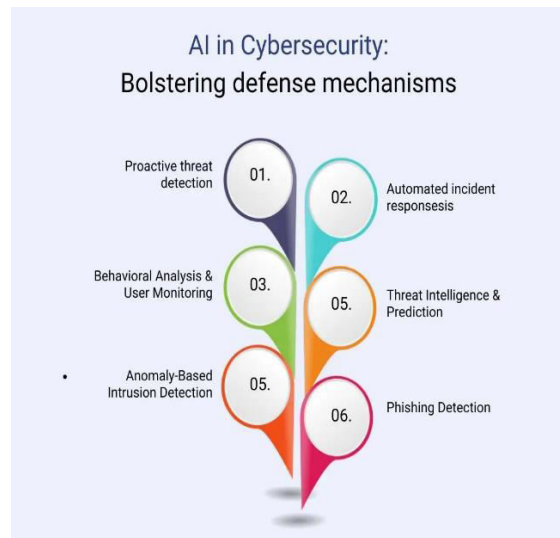 AI in Cybersecurity:
Bolstering defense mechanisms
Proactive threat
detection
01.
02.
Automated incident
responsesis
Behavioral Analysis &
User Monitoring
03.
05.
Threat Intelligence &
Prediction
Anomaly-Based
Intrusion Detection
05.
06.
Phishing Detection